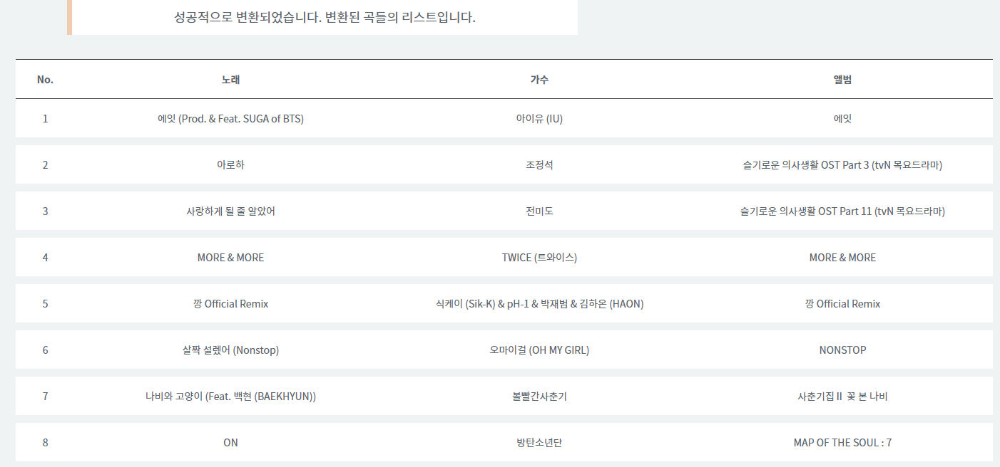 성공적으로 변환되었습니다. 변환된 곡들의 리스트입니다.
No. 노래 가수 앨범
1 에잇 (Prod. & Feat. SUGA of BTS) 아이유 (IU) 에잇
2 아로하 조정석 슬기로운 의사생활 OST Part 3 (tvN 목요드라마)
3 사랑하게 될 줄 알았어 전미도 슬기로운 의사생활 OST Part 11 (tvN 목요드라마)
4 MORE & MORE TWICE (트와이스) MORE & MORE
5 깡 Official Remix 식케이 (Sik-K) & pH-1 & 박재범 & 김하온 (HAON) 깡 Official Remix
6 살짝 설렜어 (Nonstop) 오마이걸 (OH MY GIRL) NONSTOP
7 나비와 고양이 (Feat. 백현 (BAEKHYUN)) 볼빨간사춘기 사춘기집Ⅱ 꽃 본 나비
8 ON 방탄소년단 MAP OF THE SOUL : 7